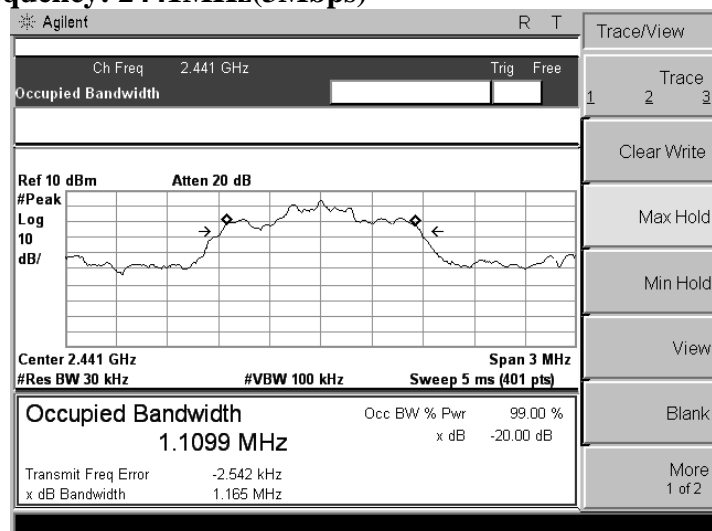 quency: 2441MHz(3Mbps)
Agilent R T
Trace/View
Ch Freq 2.441 GHz Trig Free
Occupied Bandwidth
Trace
1 2 3
Clear Write
Ref 10 dBm Atten 20 dB
#Peak
Log
10
dB/
Max Hold
Min Hold
Center 2.441 GHz Span 3 MHz
#Res BW 30 kHz #VBW 100 kHz Sweep 5 ms (401 pts)
View
Occupied Bandwidth Occ BW % Pwr 99.00 %
1.1099 MHz x dB -20.00 dB
Blank
Transmit Freq Error -2.542 kHz
x dB Bandwidth 1.165 MHz
More
1 of 2